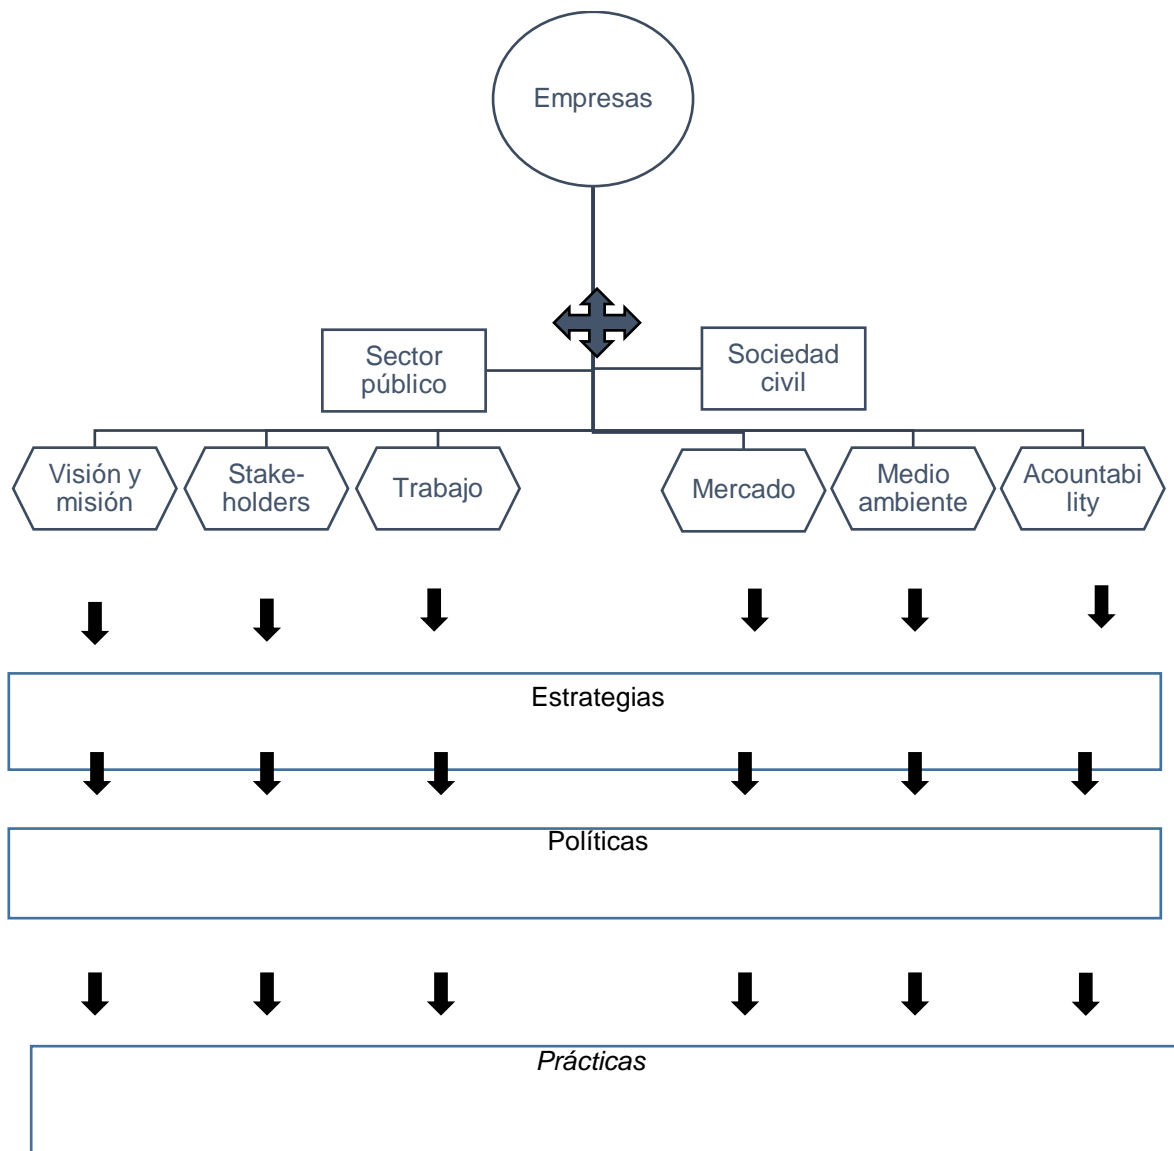 Empresas
Sector
público
Sociedad
civil
Visión y
misión
Stake-
holders
Trabajo
Mercado
Medio
ambiente
Acountabi
lity
Estrategias
Políticas
Prácticas